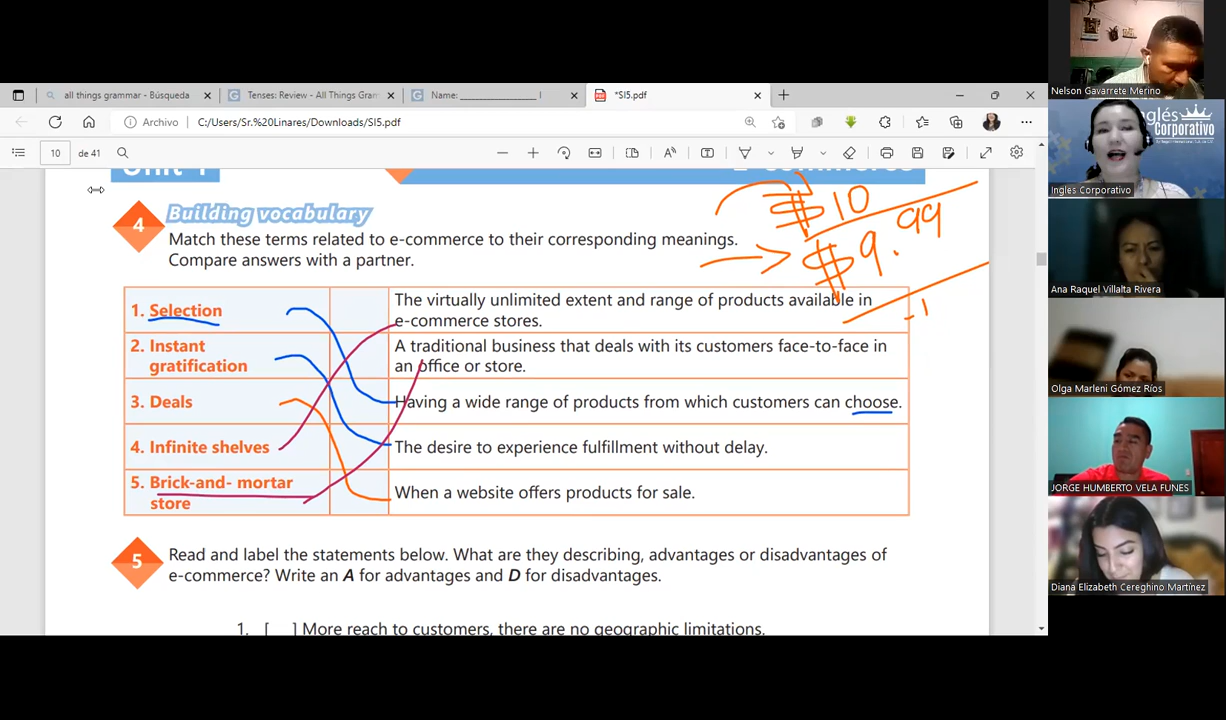 all things grammar - Búsqueda
Tenses: Review - All Things Gram
Name: ________________ I
*SI5.pdf
Archivo
C:/Users/Sr.%20Linares/Downloads/SI5.pdf
10
de 41
Building vocabulary
4
Match these terms related to e-commerce to their corresponding meanings.
Compare answers with a partner.
1. Selection
The virtually unlimited extent and range of products available in
e-commerce stores.
2. Instant
gratification
A traditional business that deals with its customers face-to-face in
an office or store.
3. Deals
Having a wide range of products from which customers can choose.
4. Infinite shelves
The desire to experience fulfillment without delay.
5. Brick-and- mortar
store
When a website offers products for sale.
5
Read and label the statements below. What are they describing, advantages or disadvantages of
e-commerce? Write an A for advantages and D for disadvantages.
1. [ ] More reach to customers, there are no geographic limitations.
$10
$9.99
Nelson Gavarrete Merino
Inglés
Corporativo
Ingles Corporativo
Ana Raquel Villalta Rivera
Olga Marleni Gómez Ríos
JORGE HUMBERTO VELA FUNES
Diana Elizabeth Cereghino Martínez